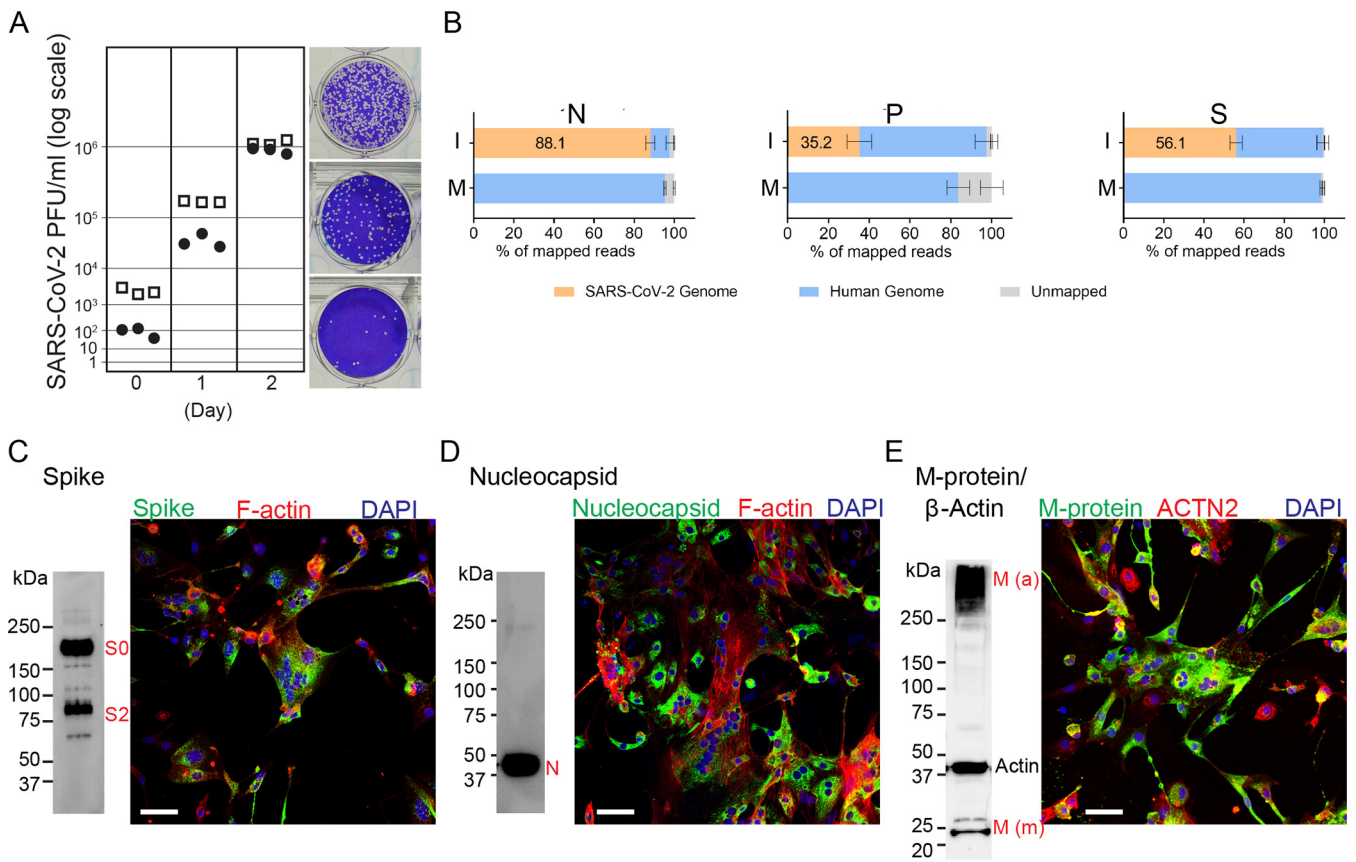 A
SARS-CoV-2 PFU/ml (log scale)
10⁶
10⁵
10⁴
10³
10²
10
1
0 1 2
(Day)
B
N
I
88.1
M
0 20 40 60 80 100
% of mapped reads
P
I
35.2
M
0 20 40 60 80 100
% of mapped reads
S
I
56.1
M
0 20 40 60 80 100
% of mapped reads
SARS-CoV-2 Genome Human Genome Unmapped
C
Spike
Spike F-actin DAPI
kDa
250
150
100
75
50
37
S0
S2
D
Nucleocapsid
Nucleocapsid F-actin DAPI
kDa
250
150
100
75
50
37
N
E
M-protein/
β-Actin
M-protein ACTN2 DAPI
kDa
250
150
100
75
50
37
25
20
M (a)
Actin
M (m)